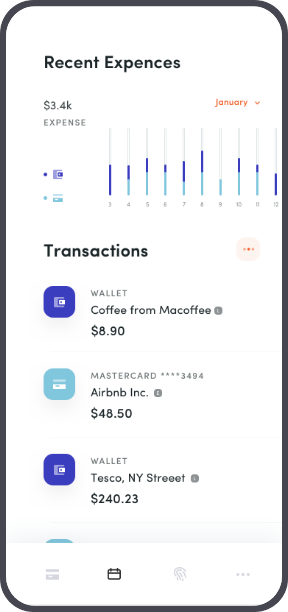 Recent Expences
$3.4k
January
EXPENSE
3 4 5 6 7 8 9 10 11 12
Transactions
WALLET
Coffee from Macoffee
$8.90
MASTERCARD ****3494
Airbnb Inc.
$48.50
WALLET
Tesco, NY Streeet
$240.23